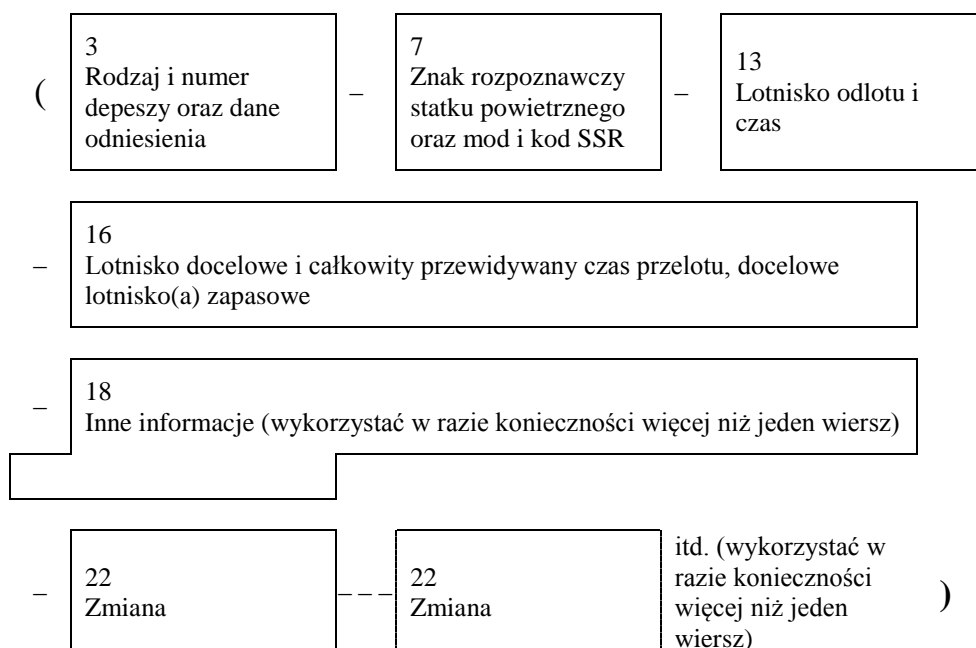 (
3
Rodzaj i numer
depeszy oraz dane
odniesienia
–
7
Znak rozpoznawczy
statku powietrznego
oraz mod i kod SSR
–
13
Lotnisko odlotu i
czas
–
16
Lotnisko docelowe i całkowity przewidywany czas przelotu, docelowe
lotnisko(a) zapasowe
–
18
Inne informacje (wykorzystać w razie konieczności więcej niż jeden wiersz)
–
22
Zmiana
– – –
22
Zmiana
itd. (wykorzystać w
razie konieczności
więcej niż jeden
wiersz)
)